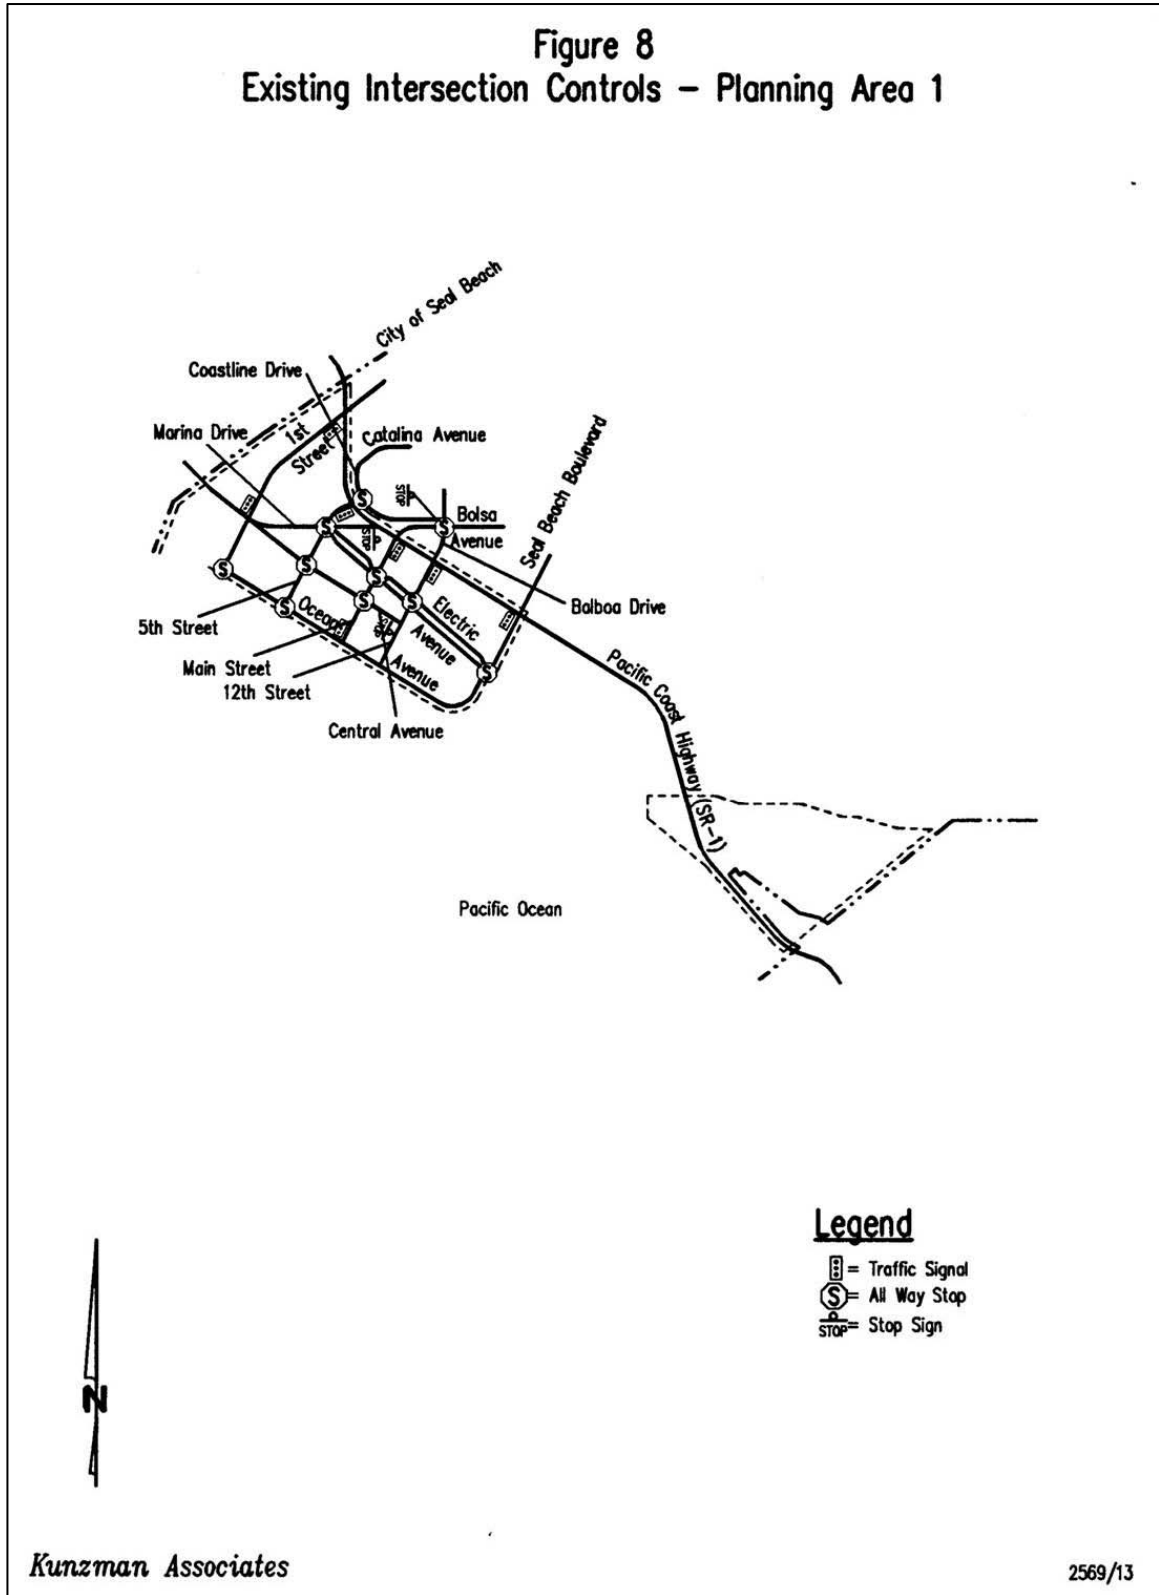 Figure 8
Existing Intersection Controls – Planning Area 1
City of Seal Beach
Coastline Drive
Marina Drive
1st
Street
Catalina Avenue
Seal Beach Boulevard
STOP
Bolsa
Avenue
S
S
S
STOP
S
S
S
S
S
S
S
Balboa Drive
5th Street
Ocean
Avenue
Electric
Avenue
STOP
Main Street
12th Street
Central Avenue
Pacific Coast Highway (SR-1)
Pacific Ocean
Legend
= Traffic Signal
S = All Way Stop
STOP = Stop Sign
N
Kunzman Associates
2569/13